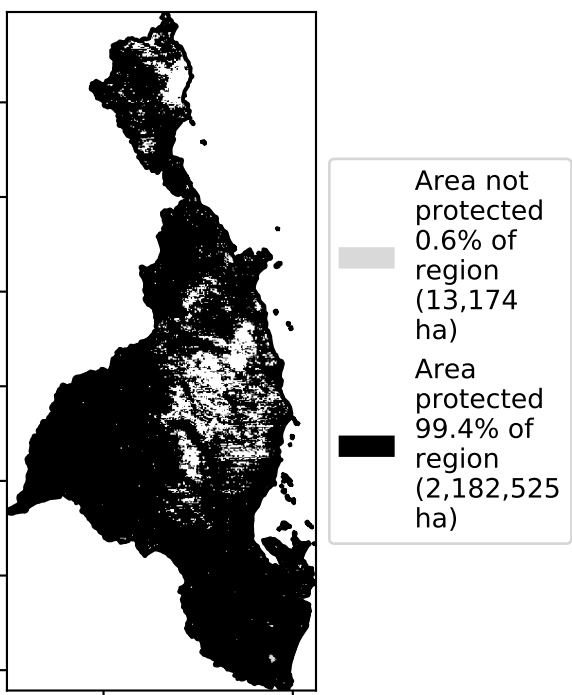 Area not
protected
0.6% of
region
(13,174
ha)
Area
protected
99.4% of
region
(2,182,525
ha)